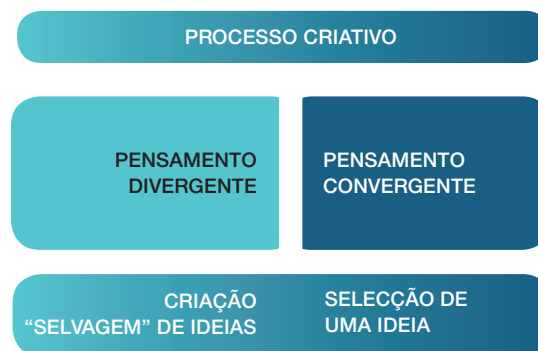 PROCESSO CRIATIVO
PENSAMENTO
DIVERGENTE
PENSAMENTO
CONVERGENTE
CRIAÇÃO
“SELVAGEM” DE IDEIAS
SELECÇÃO DE
UMA IDEIA